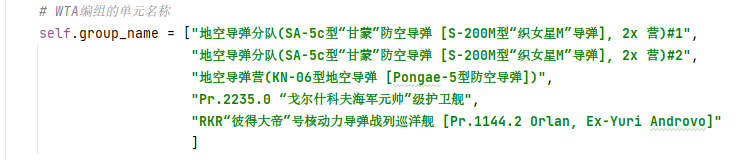 # WTA编组的单元名称
self.group_name = ["地空导弹分队(SA-5c型“甘蒙”防空导弹 [S-200M型“织女星M”导弹], 2x 营)#1",
"地空导弹分队(SA-5c型“甘蒙”防空导弹 [S-200M型“织女星M”导弹], 2x 营)#2",
"地空导弹营(KN-06型地空导弹 [Pongae-5型防空导弹])",
"Pr.2235.0 “戈尔什科夫海军元帅”级护卫舰",
"RKR“彼得大帝”号核动力导弹战列巡洋舰 [Pr.1144.2 Orlan, Ex-Yuri Androvo]"
]